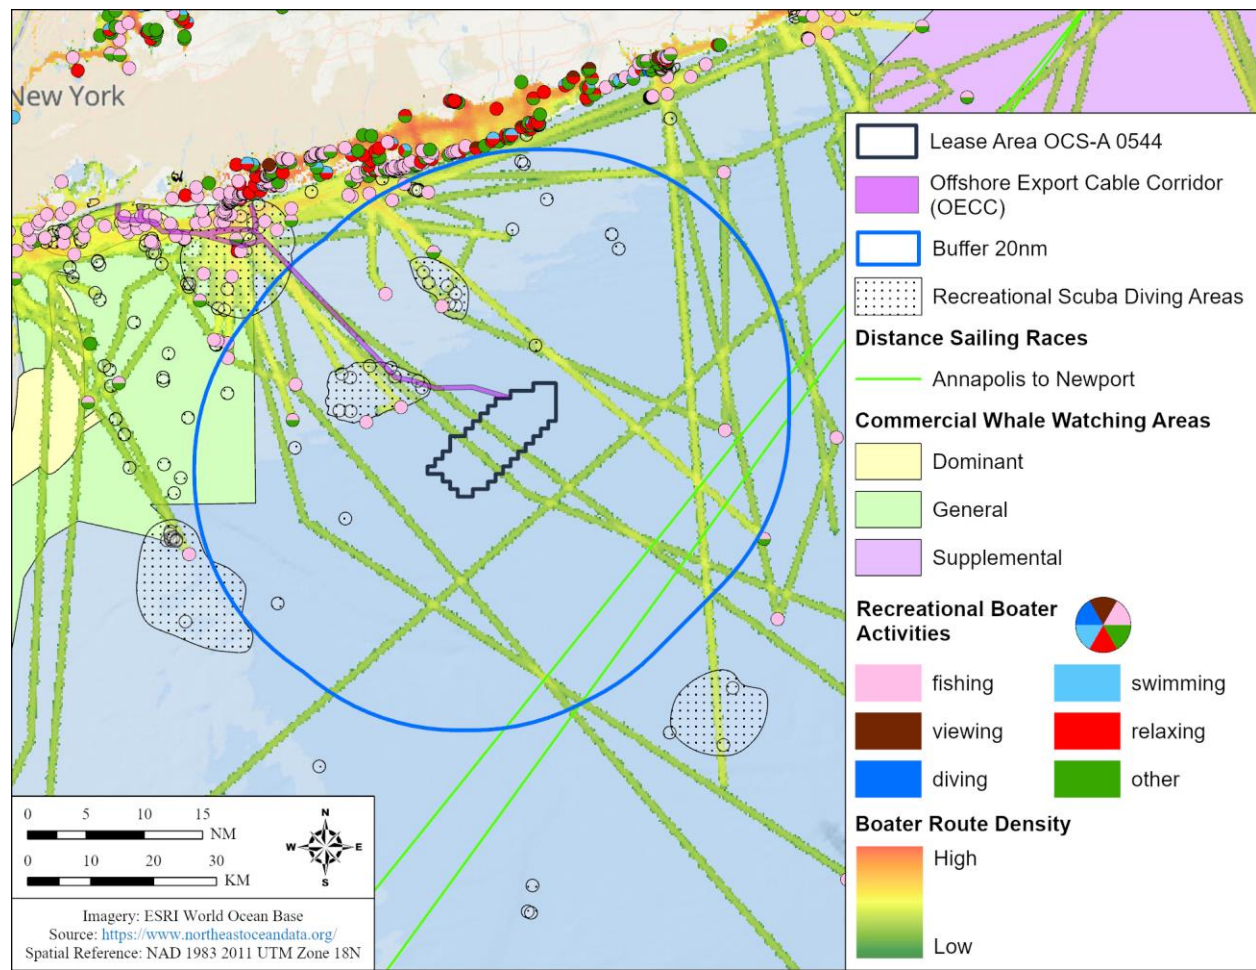 New York
Lease Area OCS-A 0544
Offshore Export Cable Corridor
(OECC)
Buffer 20nm
Recreational Scuba Diving Areas
Distance Sailing Races
Annapolis to Newport
Commercial Whale Watching Areas
Dominant
General
Supplemental
Recreational Boater
Activities
fishing
swimming
viewing
relaxing
diving
other
Boater Route Density
High
Low
0 5 10 15
NM
0 10 20 30
KM
N
W E
S
Imagery: ESRI World Ocean Base
Source: https://www.northeastoceandata.org/
Spatial Reference: NAD 1983 2011 UTM Zone 18N